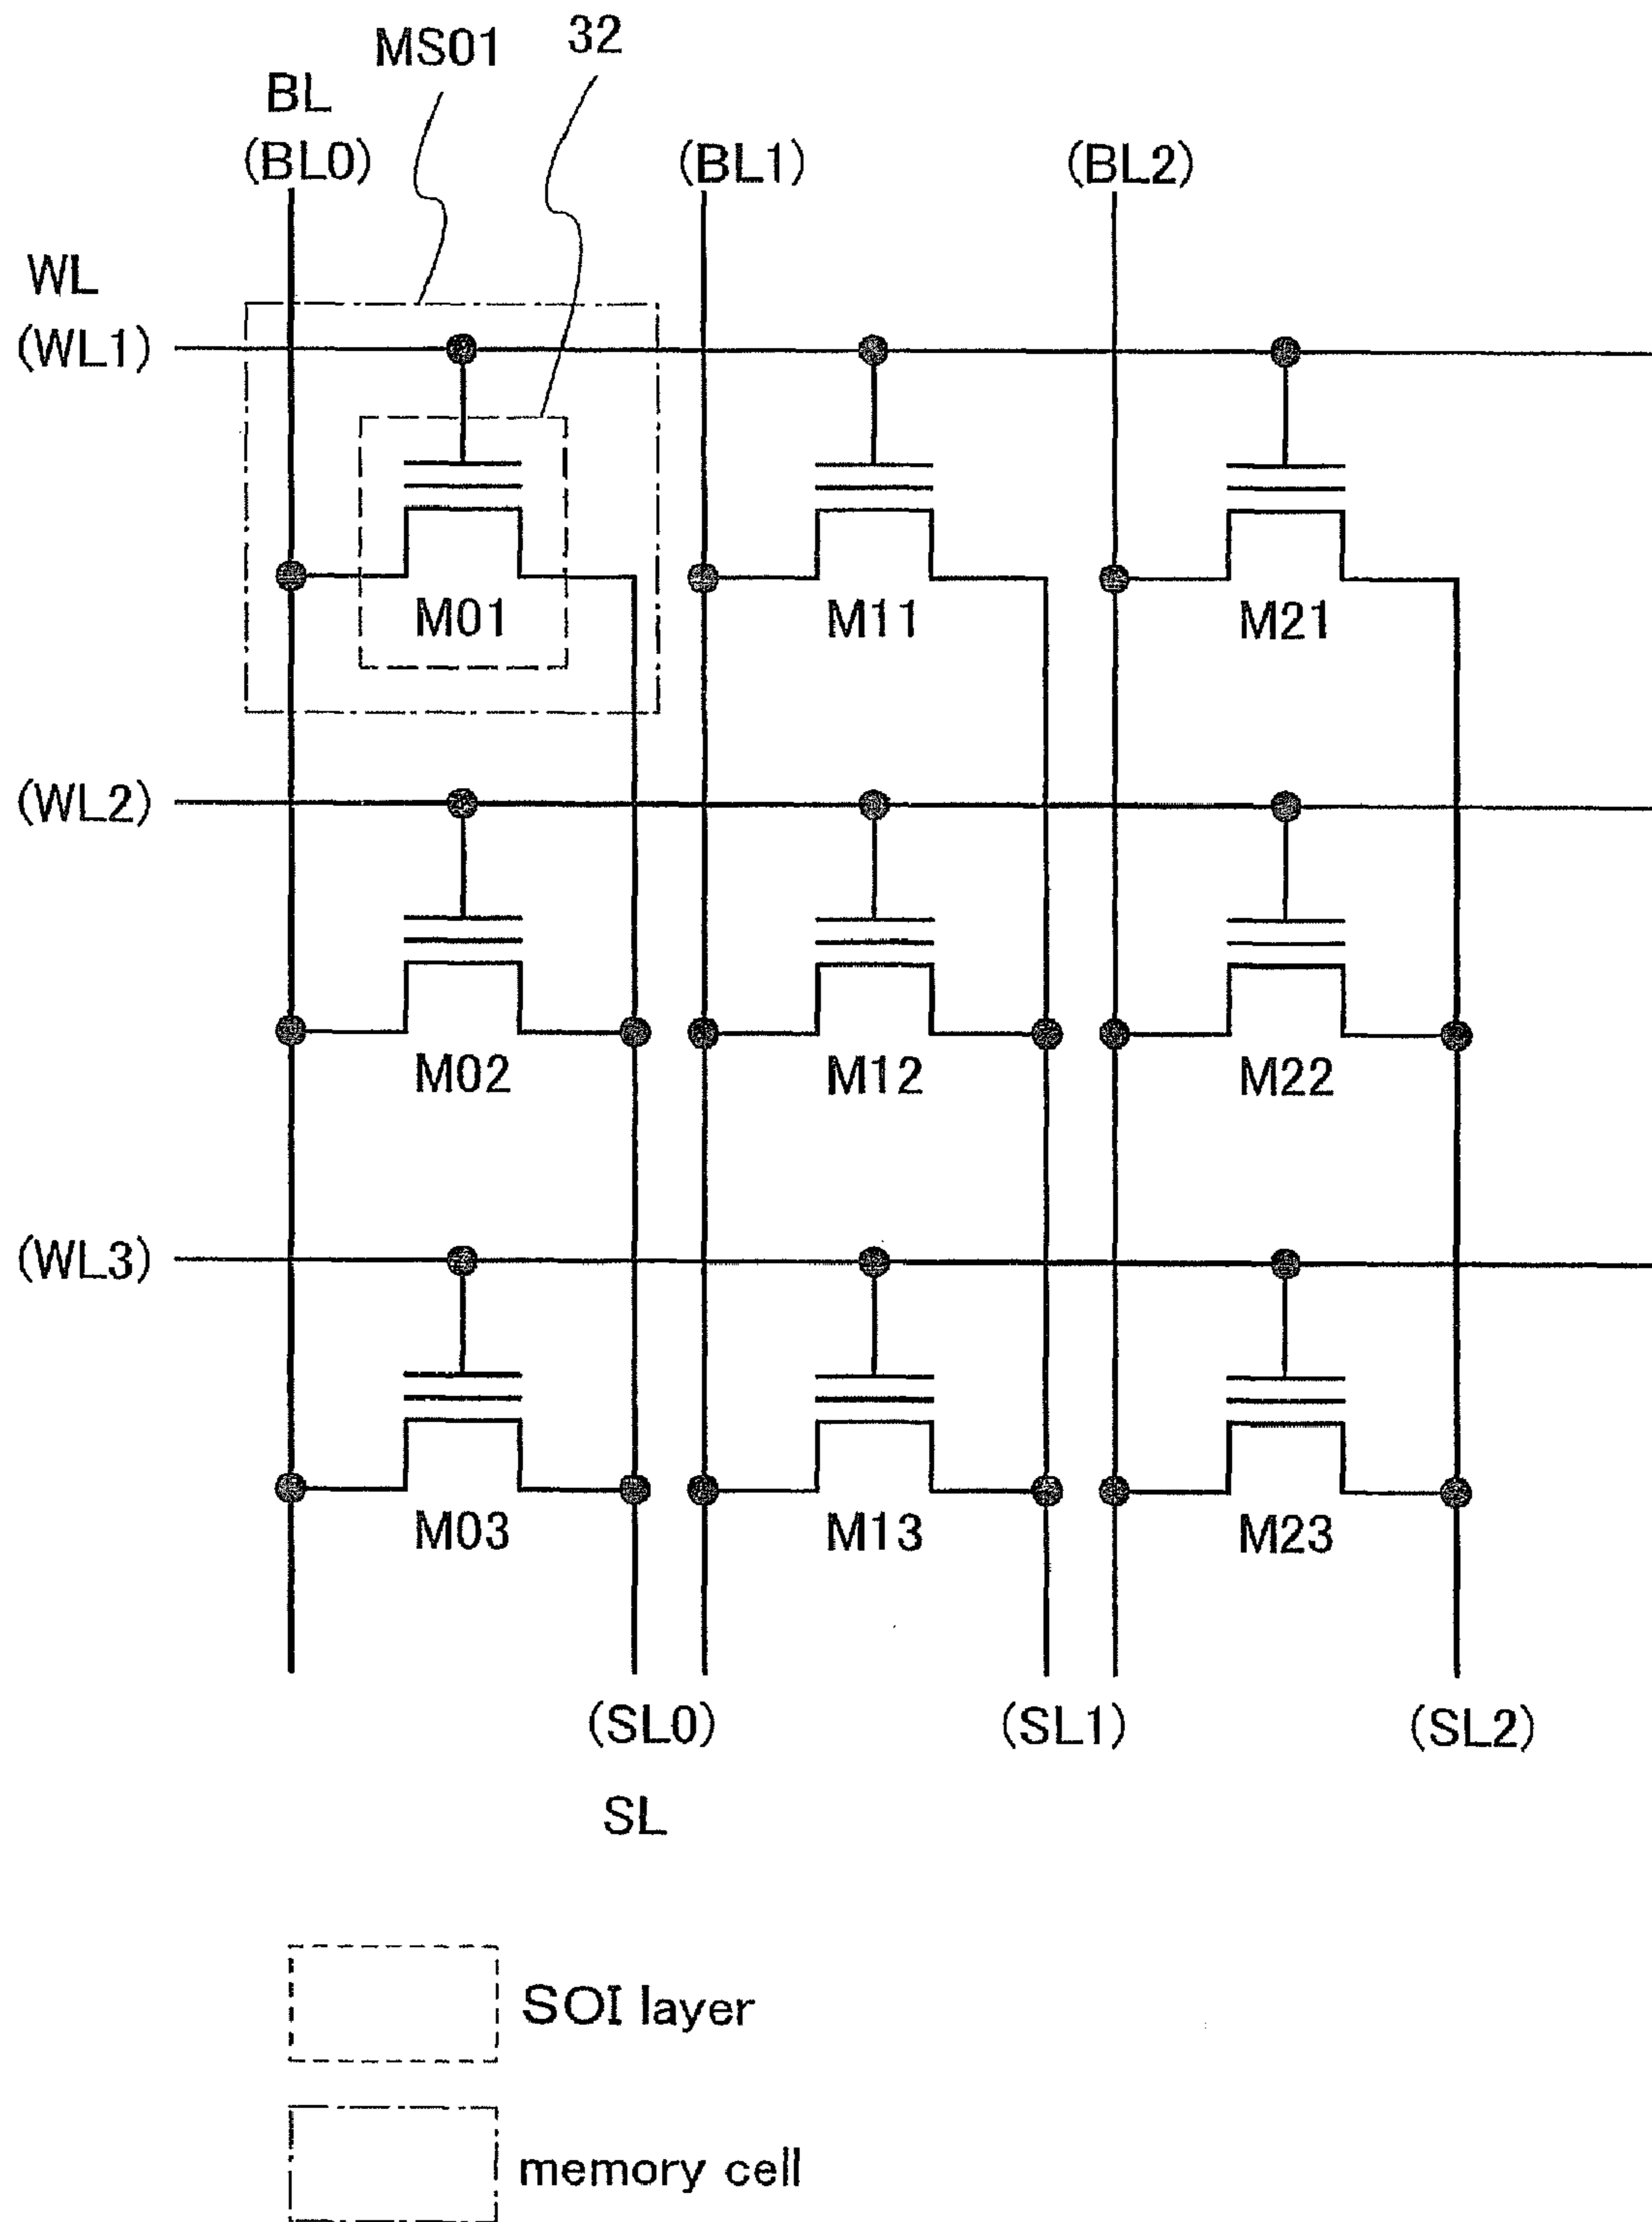 MS01 32
BL
(BL0) (BL1) (BL2)
WL
(WL1)
M01 M11 M21
(WL2)
M02 M12 M22
(WL3)
M03 M13 M23
(SL0) (SL1) (SL2)
SL
SOI layer
memory cell